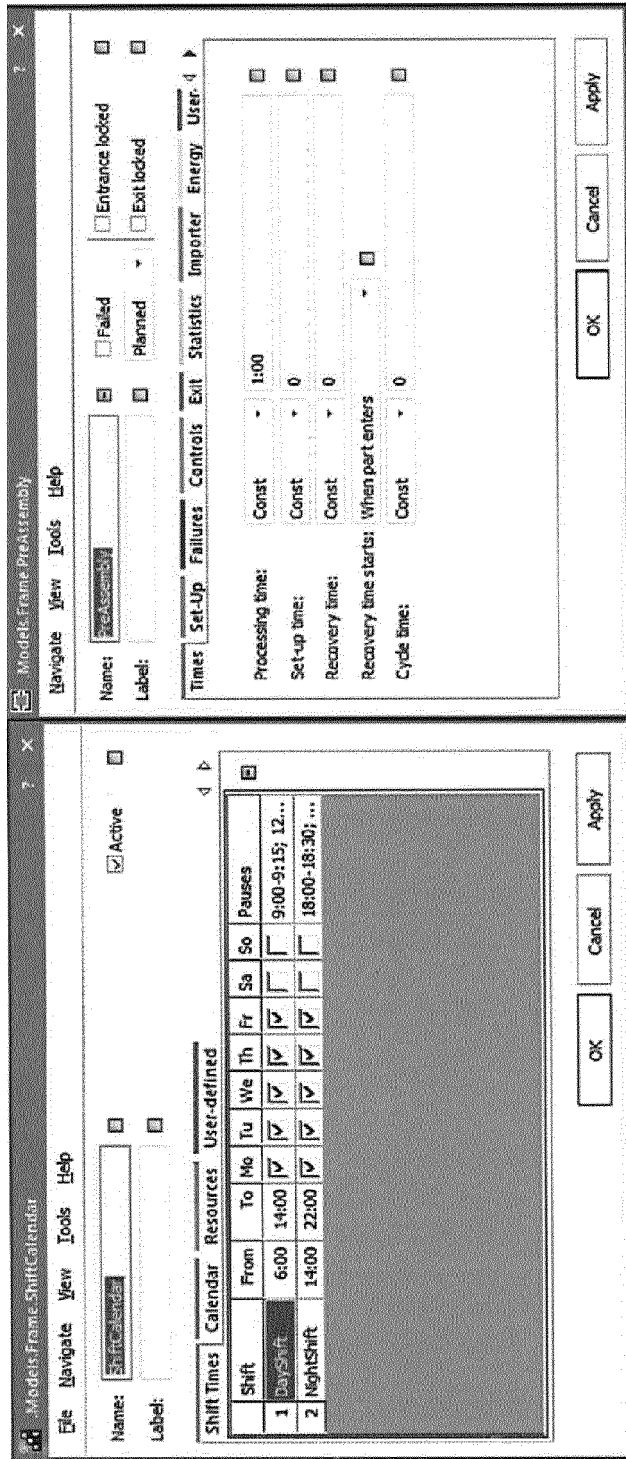 .Models.Frame.ShiftCalendar ? ×
File Navigate View Tools Help
Name: ShiftCalendar Active
Label:
Shift Times Calendar Resources User-defined
Shift From To Mo Tu We Th Fr Sa So Pauses
1 DayShift 6:00 14:00 9:00-9:15; 12...
2 NightShift 14:00 22:00 18:00-18:30; ...
OK Cancel Apply
.Models.Frame.PreAssembly ? ×
Navigate View Tools Help
Name: PreAssembly Failed Entrance locked
Label: Planned Exit locked
Times Set-Up Failures Controls Exit Statistics Importer Energy User-
Processing time: Const 1:00
Set-up time: Const 0
Recovery time: Const 0
Recovery time starts: When part enters
Cycle time: Const 0
OK Cancel Apply